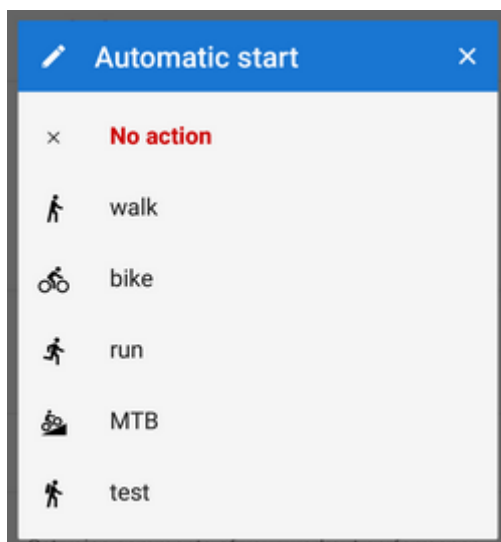 Automatic start
No action
walk
bike
run
MTB
test